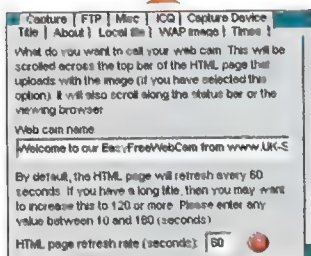 Capture | FTP | Misc | ICQ | Capture Device
Title | About | Local file | WAP Image | Times
What do you want to call your web cam. This will be
scrolled across the top of the HTML page that
uploads with the image (if you have selected this
option). It will also scroll along the status bar or the
viewing browser
Web cam name
Welcome to our EasyFreeWebCam from www.UK-S
By default, the HTML page will refresh every 60
seconds. If you have a long title, then you may want
to increase this to 120 or more. Please enter any
value between 10 and 180 (seconds)
HTML page refresh rate (seconds): 60